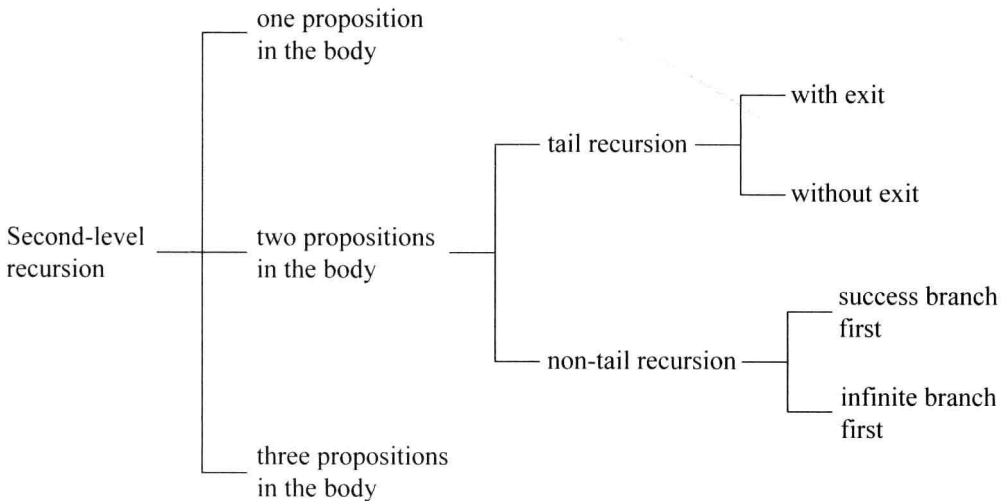 one proposition
in the body
with exit
tail recursion
without exit
Second-level
recursion
two propositions
in the body
success branch
first
non-tail recursion
infinite branch
first
three propositions
in the body